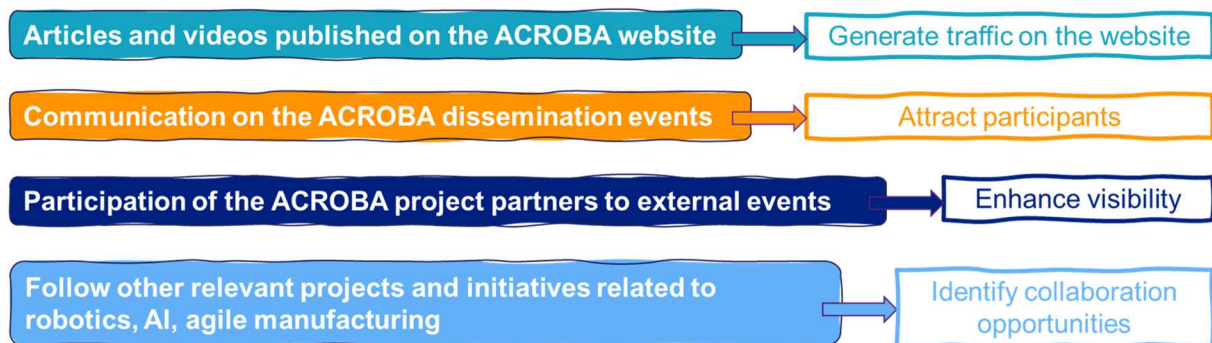 Articles and videos published on the ACROBA website
Generate traffic on the website
Communication on the ACROBA dissemination events
Attract participants
Participation of the ACROBA project partners to external events
Enhance visibility
Follow other relevant projects and initiatives related to
robotics, AI, agile manufacturing
Identify collaboration
opportunities